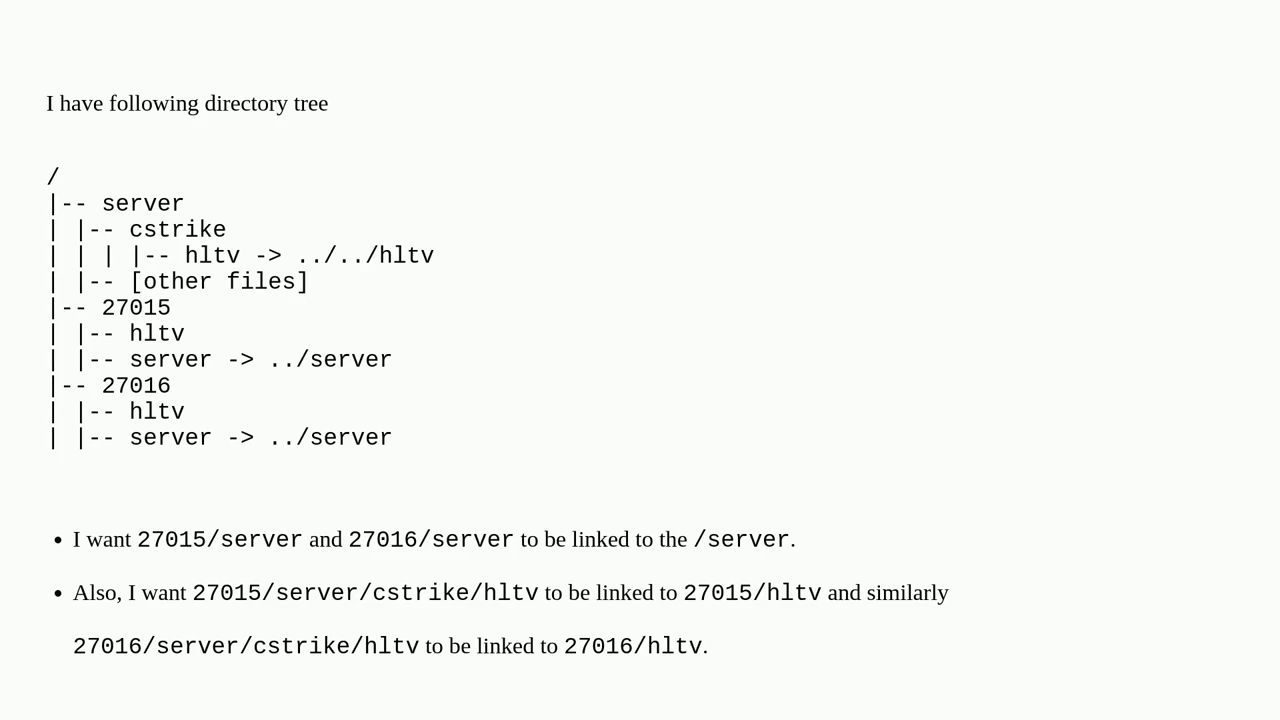 I have following directory tree
/
|-- server
| |-- cstrike
| | | |-- hltv -> ../../hltv
| |-- [other files]
|-- 27015
| |-- hltv
| |-- server -> ../server
|-- 27016
| |-- hltv
| |-- server -> ../server
• I want 27015/server and 27016/server to be linked to the /server.
• Also, I want 27015/server/cstrike/hltv to be linked to 27015/hltv and similarly
27016/server/cstrike/hltv to be linked to 27016/hltv.